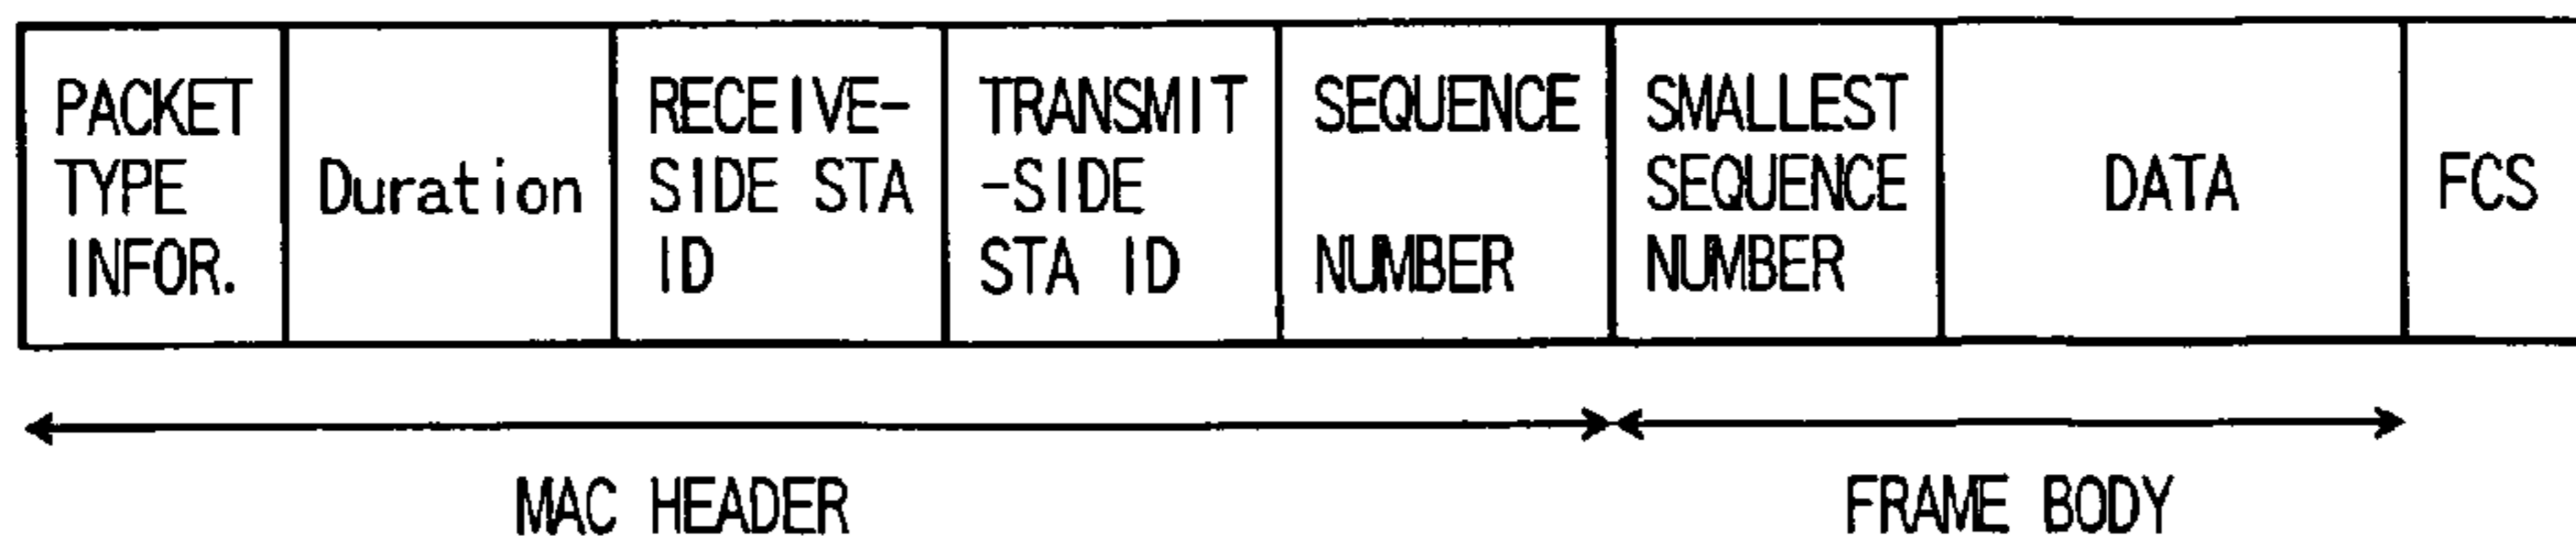 PACKET
TYPE
INFOR.
Duration
RECEIVE-
SIDE STA
ID
TRANSMIT
-SIDE
STA ID
SEQUENCE
NUMBER
SMALLEST
SEQUENCE
NUMBER
DATA
FCS
MAC HEADER
FRAME BODY